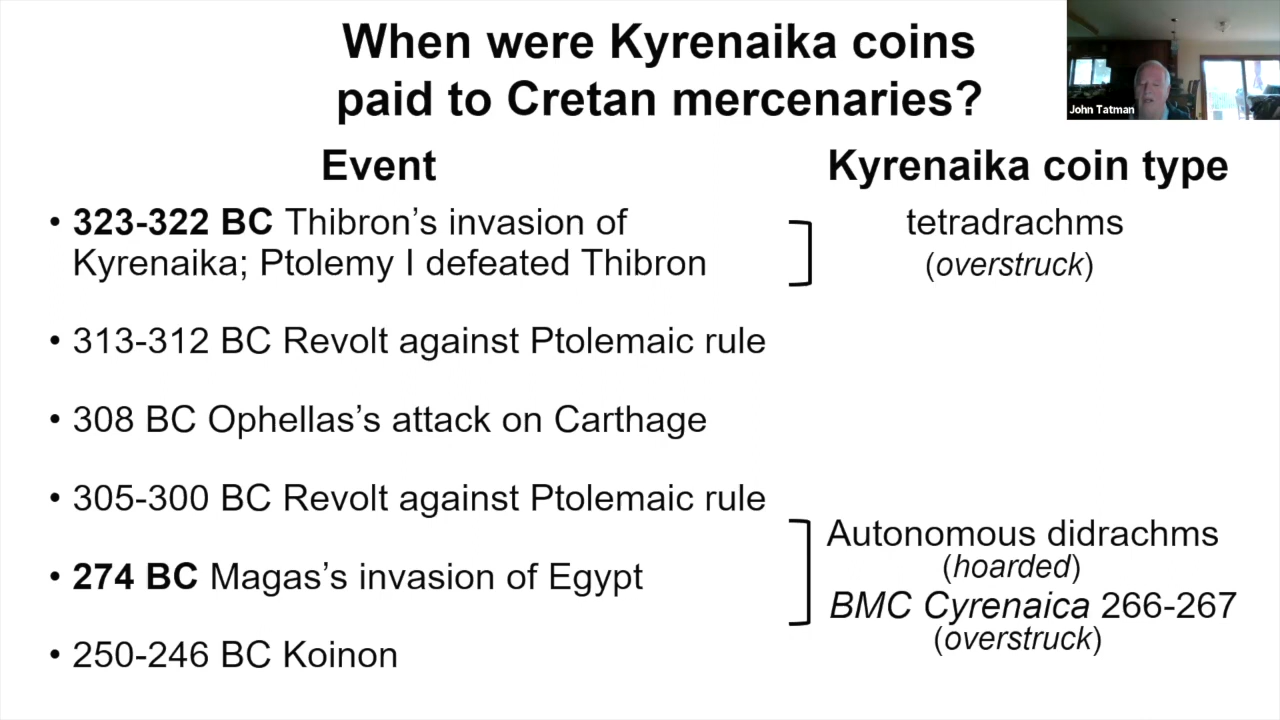 When were Kyrenaika coins
paid to Cretan mercenaries?
John Tatman
Event
Kyrenaika coin type
• 323-322 BC Thibron’s invasion of
Kyrenaika; Ptolemy I defeated Thibron
tetradrachms
(overstruck)
• 313-312 BC Revolt against Ptolemaic rule
• 308 BC Ophellas’s attack on Carthage
• 305-300 BC Revolt against Ptolemaic rule
• 274 BC Magas’s invasion of Egypt
Autonomous didrachms
(hoarded)
BMC Cyrenaica 266-267
(overstruck)
• 250-246 BC Koinon